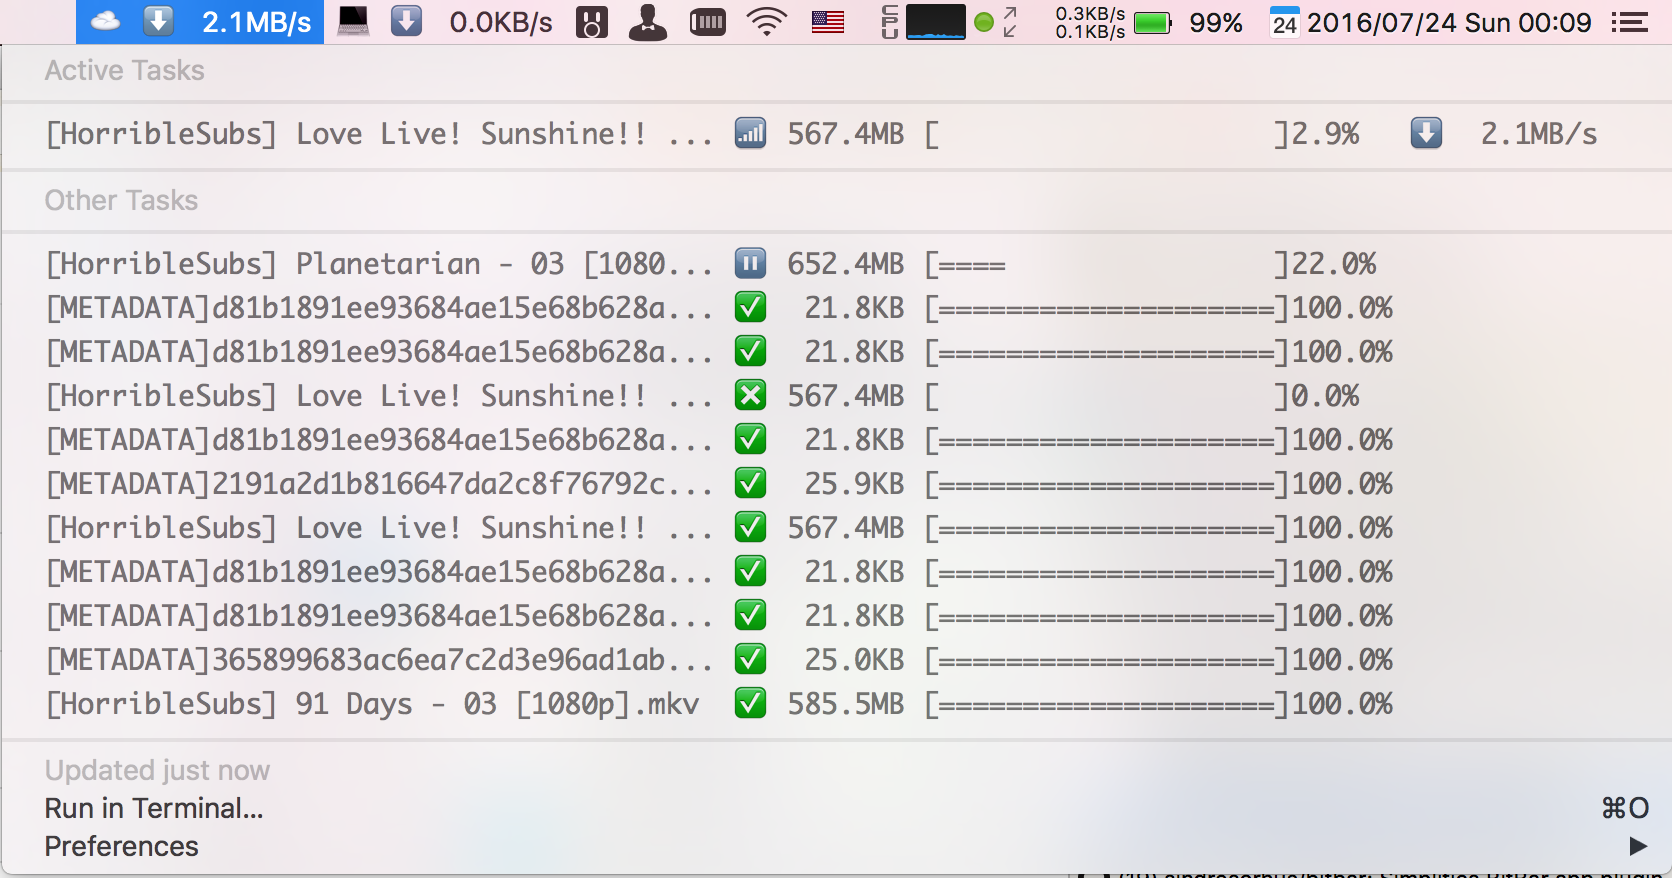 2.1MB/s 0.0KB/s CPU 0.3KB/s 0.1KB/s 99% 24 2016/07/24 Sun 00:09
Active Tasks
[HorribleSubs] Love Live! Sunshine!! ... 567.4MB [ ]2.9% 2.1MB/s
Other Tasks
[HorribleSubs] Planetarian - 03 [1080... 652.4MB [==== ]22.0%
[METADATA]d81b1891ee93684ae15e68b628a... 21.8KB [====================]100.0%
[METADATA]d81b1891ee93684ae15e68b628a... 21.8KB [====================]100.0%
[HorribleSubs] Love Live! Sunshine!! ... 567.4MB [ ]0.0%
[METADATA]d81b1891ee93684ae15e68b628a... 21.8KB [====================]100.0%
[METADATA]2191a2d1b816647da2c8f76792c... 25.9KB [====================]100.0%
[HorribleSubs] Love Live! Sunshine!! ... 567.4MB [====================]100.0%
[METADATA]d81b1891ee93684ae15e68b628a... 21.8KB [====================]100.0%
[METADATA]d81b1891ee93684ae15e68b628a... 21.8KB [====================]100.0%
[METADATA]365899683ac6ea7c2d3e96ad1ab... 25.0KB [====================]100.0%
[HorribleSubs] 91 Days - 03 [1080p].mkv 585.5MB [====================]100.0%
Updated just now
Run in Terminal... ⌘O
Preferences